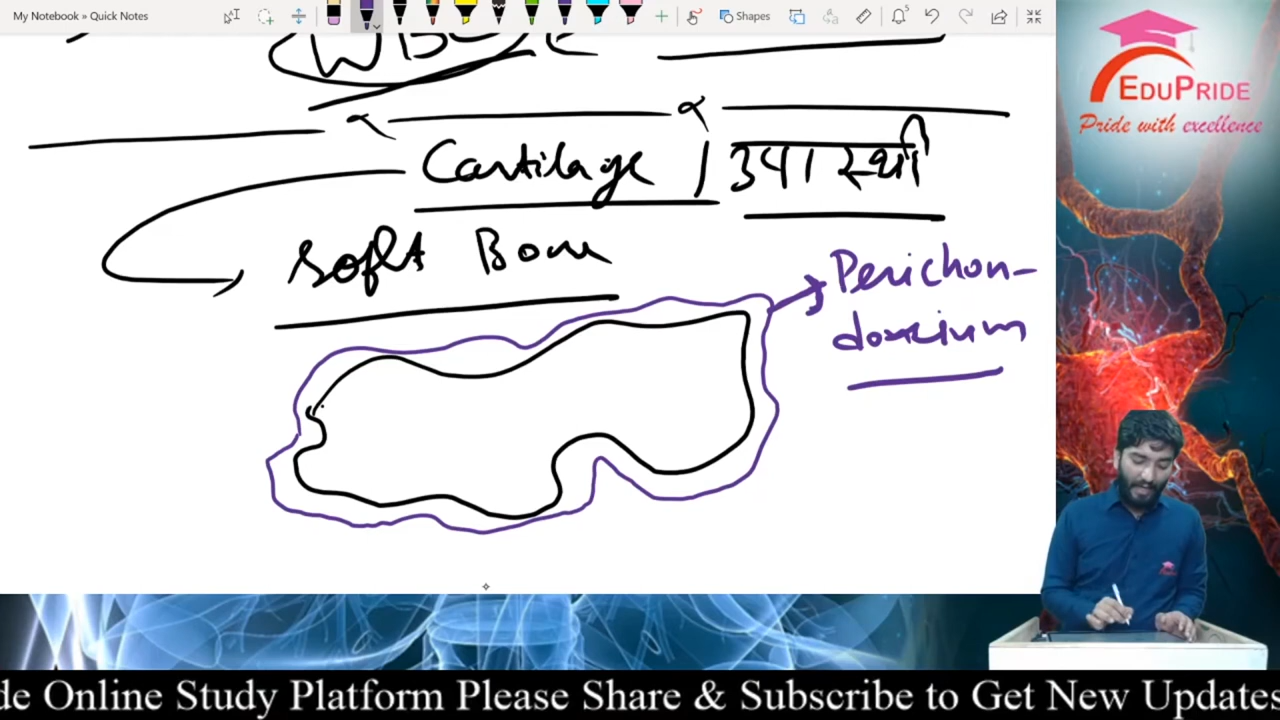 My Notebook » Quick Notes
Shapes
EDUPRIDE
Pride with excellence
Cartilage | उपास्थी
soft Bone
Perichon-
dorium
de Online Study Platform Please Share & Subscribe to Get New Updates